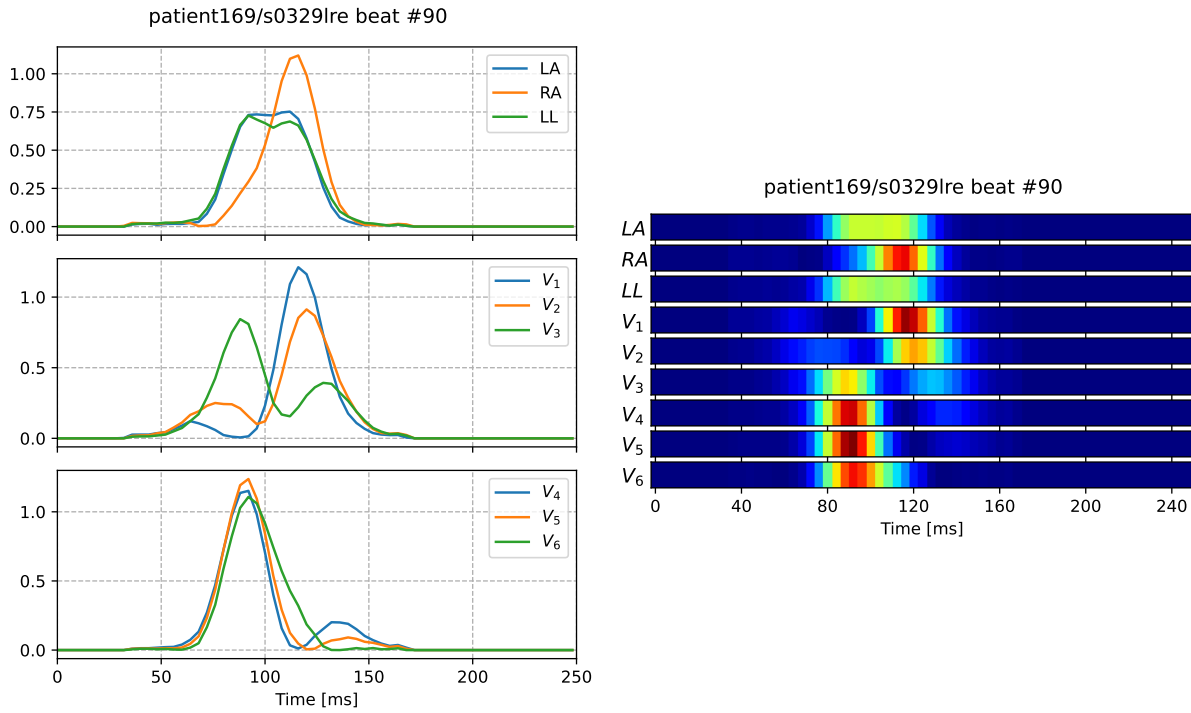 patient169/s0329lre beat #90
1.00
0.75
0.50
0.25
0.00
LA
RA
LL
1.0
0.5
0.0
V1
V2
V3
1.0
0.5
0.0
V4
V5
V6
0 50 100 150 200 250
Time [ms]
patient169/s0329lre beat #90
LA
RA
LL
V1
V2
V3
V4
V5
V6
0 40 80 120 160 200 240
Time [ms]